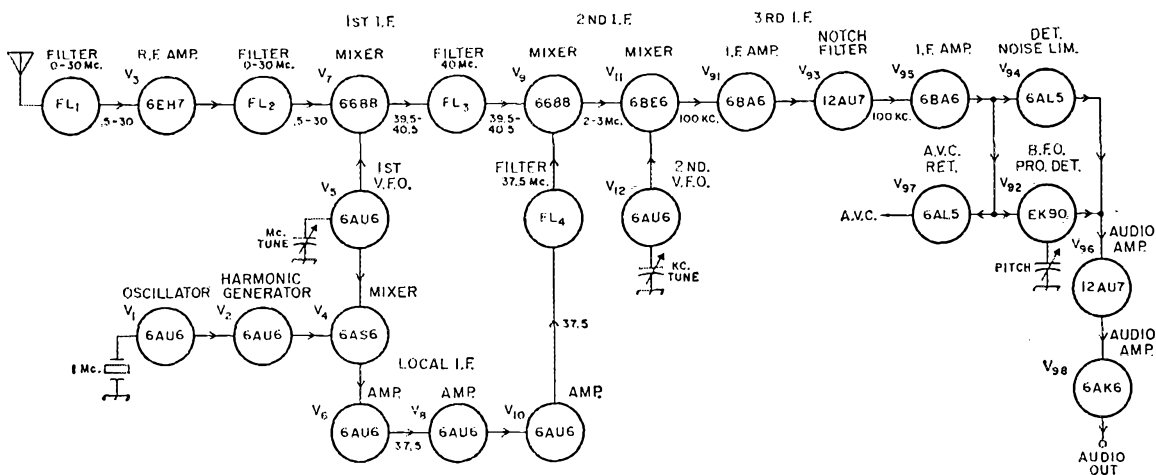 1ST I.F.
2ND I.F.
3RD I.F.
FILTER
0-30 Mc.
R.F. AMP.
FILTER
0-30 Mc.
MIXER
FILTER
40 Mc.
MIXER
MIXER
I.F. AMP.
NOTCH
FILTER
I.F. AMP.
DET.
NOISE LIM.
V3
V7
V9
V11
V91
V93
V95
V94
FL1
6EH7
FL2
6688
FL3
6688
6BE6
6BA6
12AU7
6BA6
6AL5
.5-30
.5-30
39.5-
40.5
39.5-
40.5
2-3 Mc.
100 KC.
100 KC.
1ST
V.F.O.
FILTER
37.5 Mc.
2ND.
V.F.O.
A.V.C.
RET.
B.F.O.
PRO. DET.
V5
V12
V97
V92
6AU6
FL4
6AU6
A.V.C.
6AL5
EK90
Mc.
TUNE
KC.
TUNE
PITCH
V96
AUDIO
AMP.
12AU7
OSCILLATOR
HARMONIC
GENERATOR
MIXER
V1
V2
V4
6AU6
6AU6
6AS6
1 Mc.
37.5
AUDIO
AMP.
V98
6AK6
LOCAL I.F.
AMP.
AMP.
AMP.
V6
V8
V10
6AU6
6AU6
6AU6
37.5
AUDIO
OUT